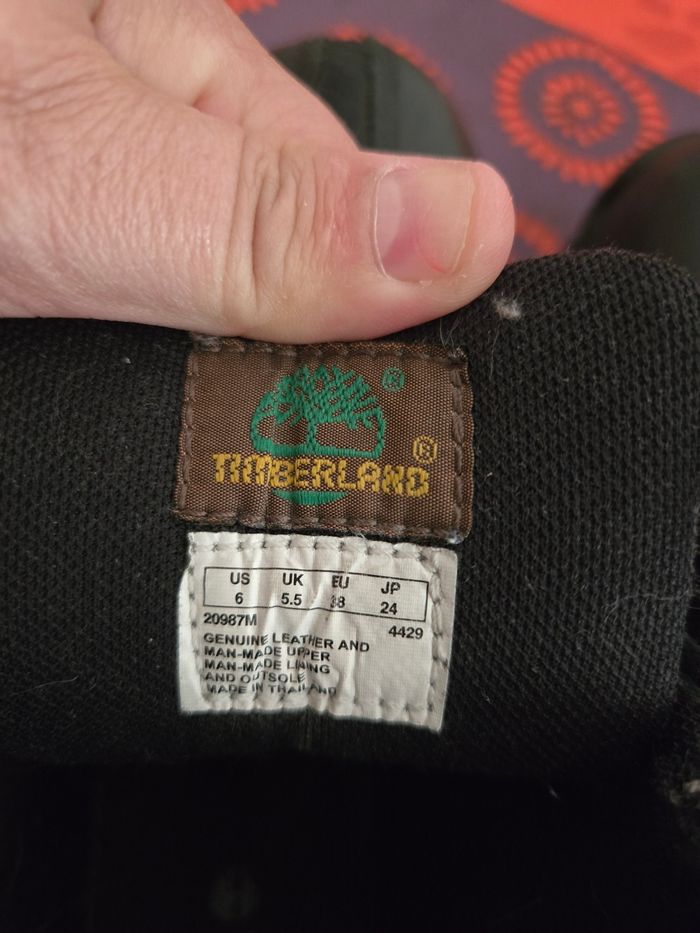 ®
TIMBERLAND®
US UK EU JP
6 5.5 38 24
20987M 4429
GENUINE LEATHER AND
MAN-MADE UPPER
MAN-MADE LINING
AND OUTSOLE
MADE IN THAILAND